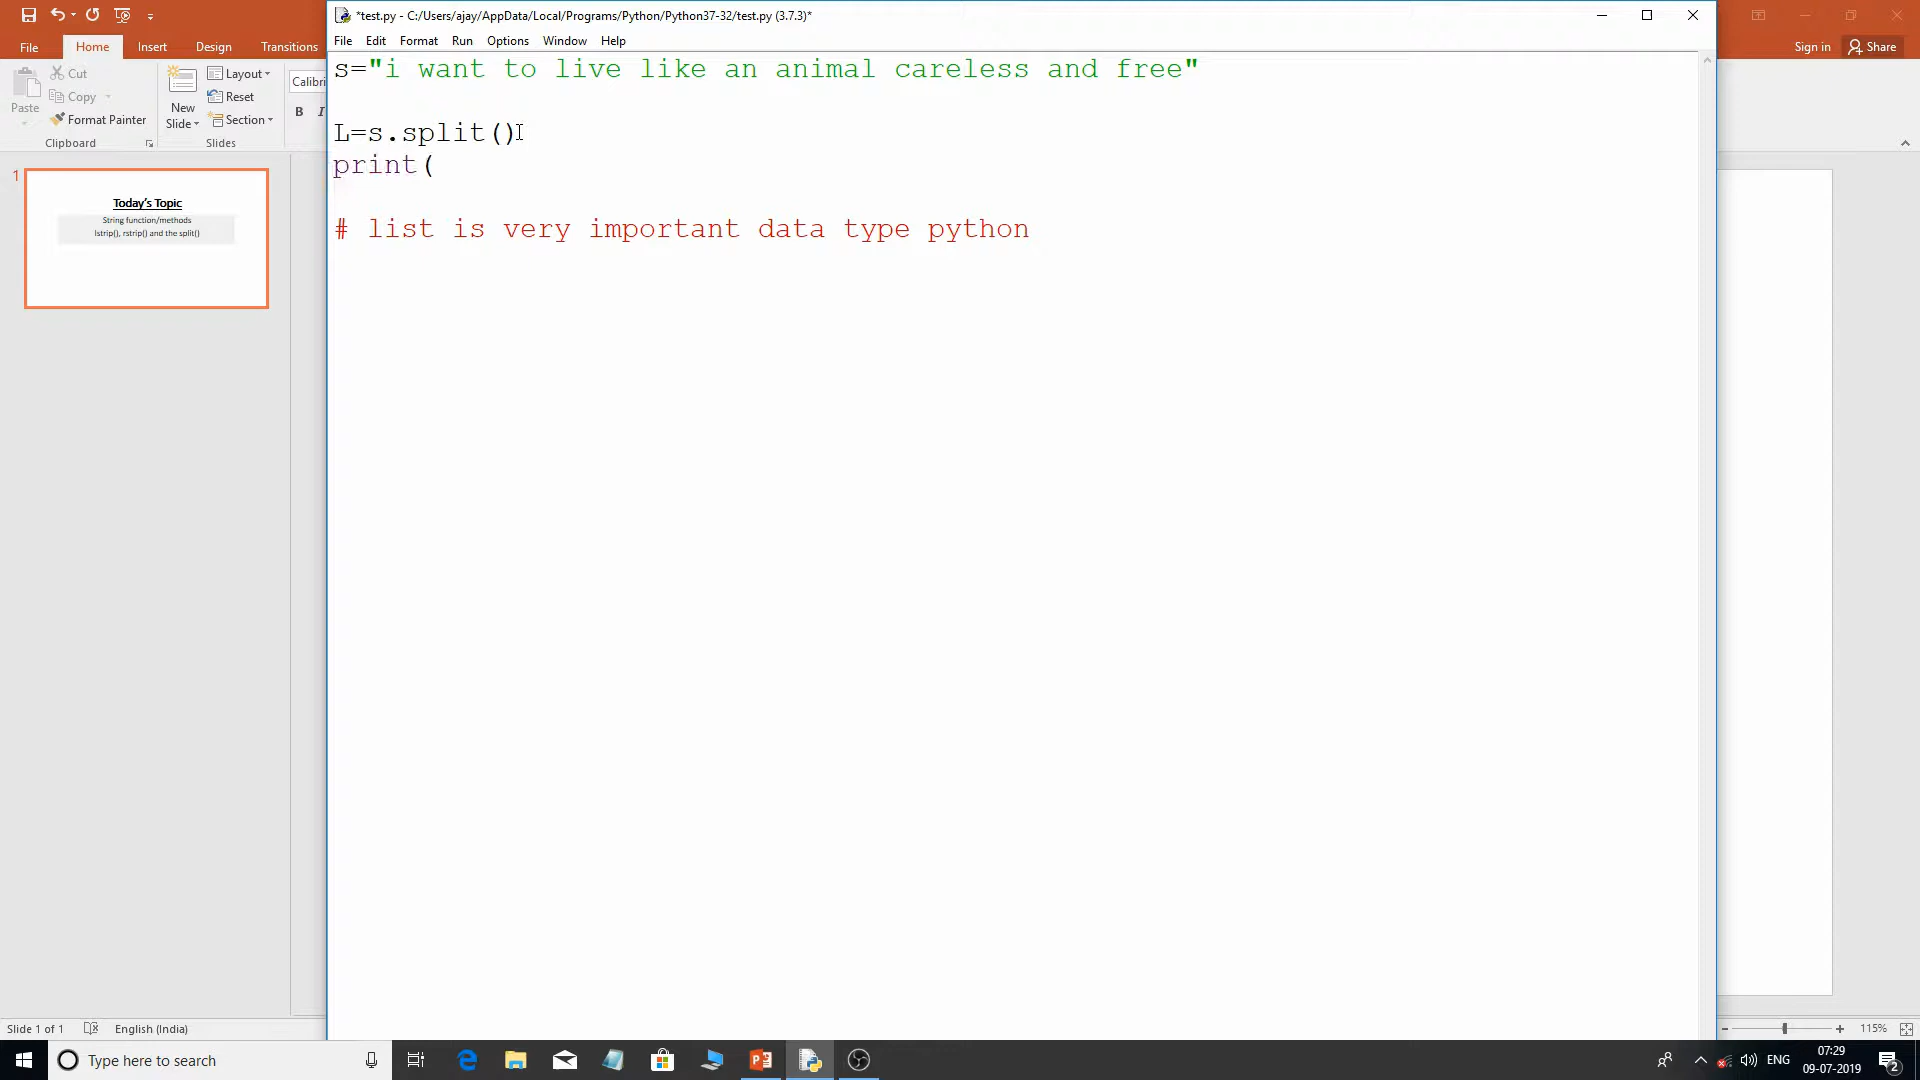 *test.py - C:/Users/ajay/AppData/Local/Programs/Python/Python37-32/test.py (3.7.3)*
File Edit Format Run Options Window Help
s="i want to live like an animal careless and free"
L=s.split()
print(
# list is very important data type python
File Home Insert Design Transitions
Sign in Share
Paste
Cut
Copy
Format Painter
Clipboard
New
Slide
Layout
Reset
Section
Slides
Calibri
B I
1
Today's Topic
String function/methods
lstrip(), rstrip() and the split()
Slide 1 of 1 English (India)
115%
Type here to search
ENG
07:29
09-07-2019
2